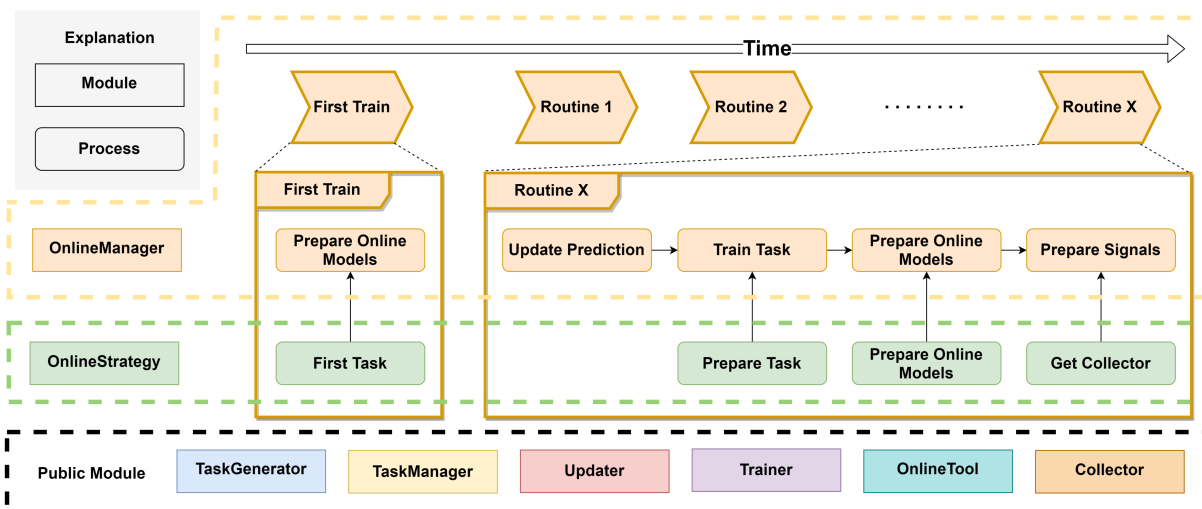 Explanation
Module
Process
Time
First Train
Routine 1
Routine 2
........
Routine X
First Train
Routine X
OnlineManager
Prepare Online
Models
Update Prediction
Train Task
Prepare Online
Models
Prepare Signals
OnlineStrategy
First Task
Prepare Task
Prepare Online
Models
Get Collector
Public Module
TaskGenerator
TaskManager
Updater
Trainer
OnlineTool
Collector